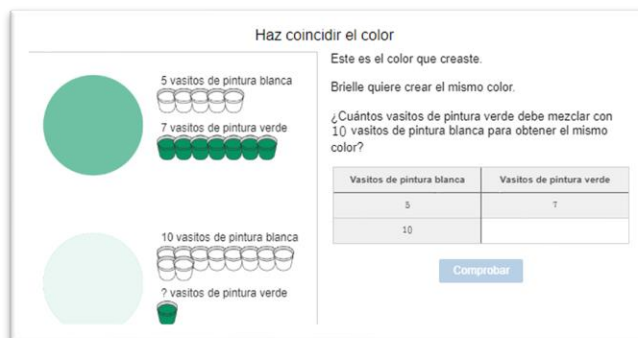 Haz coincidir el color
5 vasitos de pintura blanca
7 vasitos de pintura verde
10 vasitos de pintura blanca
? vasitos de pintura verde
Este es el color que creaste.
Brielle quiere crear el mismo color.
¿Cuántos vasitos de pintura verde debe mezclar con
10 vasitos de pintura blanca para obtener el mismo
color?
Vasitos de pintura blanca Vasitos de pintura verde
5 7
10
Comprobar